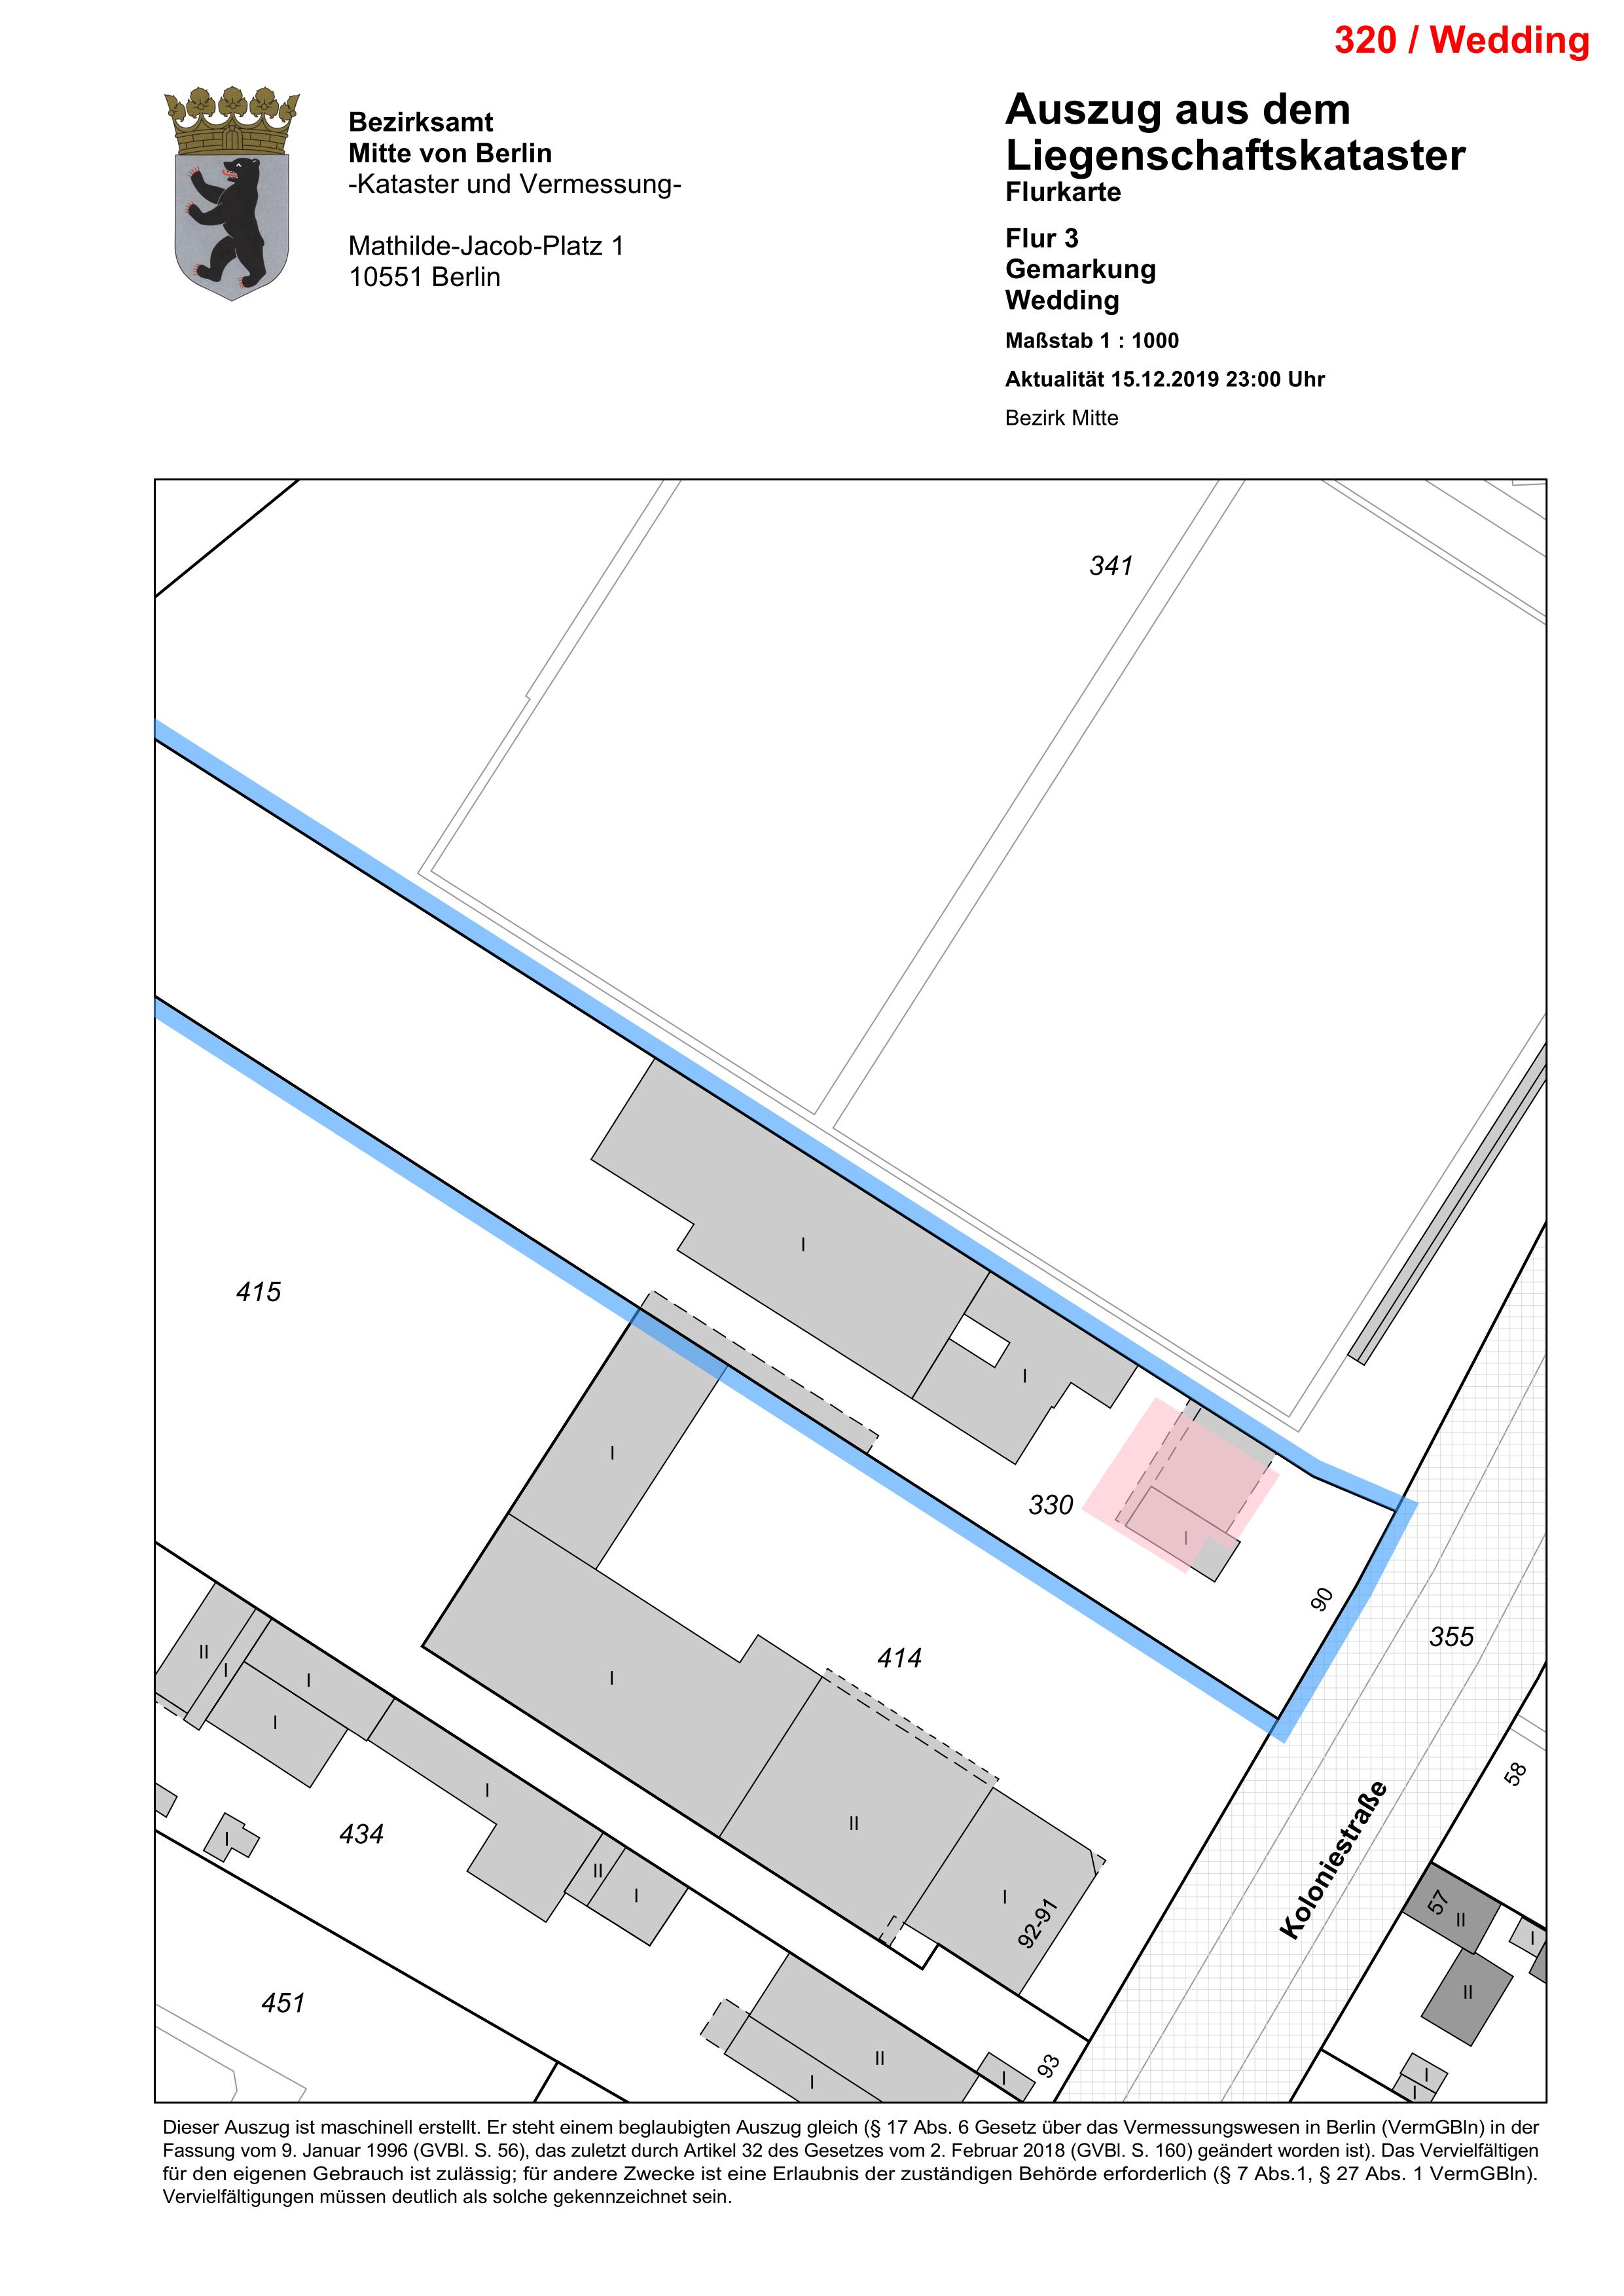 320 / Wedding
Bezirksamt
Mitte von Berlin
-Kataster und Vermessung-
Mathilde-Jacob-Platz 1
10551 Berlin
Auszug aus dem
Liegenschaftskataster
Flurkarte
Flur 3
Gemarkung
Wedding
Maßstab 1 : 1000
Aktualität 15.12.2019 23:00 Uhr
Bezirk Mitte
341
I
415
I
I
330
I
90
355
II
I
I
I
I
414
58
I
434
I
II
Koloniestraße
II
I
I
92-91
57
II
I
II
451
II
I
I
93
I
I
Dieser Auszug ist maschinell erstellt. Er steht einem beglaubigten Auszug gleich (§ 17 Abs. 6 Gesetz über das Vermessungswesen in Berlin (VermGBln) in der
Fassung vom 9. Januar 1996 (GVBl. S. 56), das zuletzt durch Artikel 32 des Gesetzes vom 2. Februar 2018 (GVBl. S. 160) geändert worden ist). Das Vervielfältigen
für den eigenen Gebrauch ist zulässig; für andere Zwecke ist eine Erlaubnis der zuständigen Behörde erforderlich (§ 7 Abs.1, § 27 Abs. 1 VermGBln).
Vervielfältigungen müssen deutlich als solche gekennzeichnet sein.